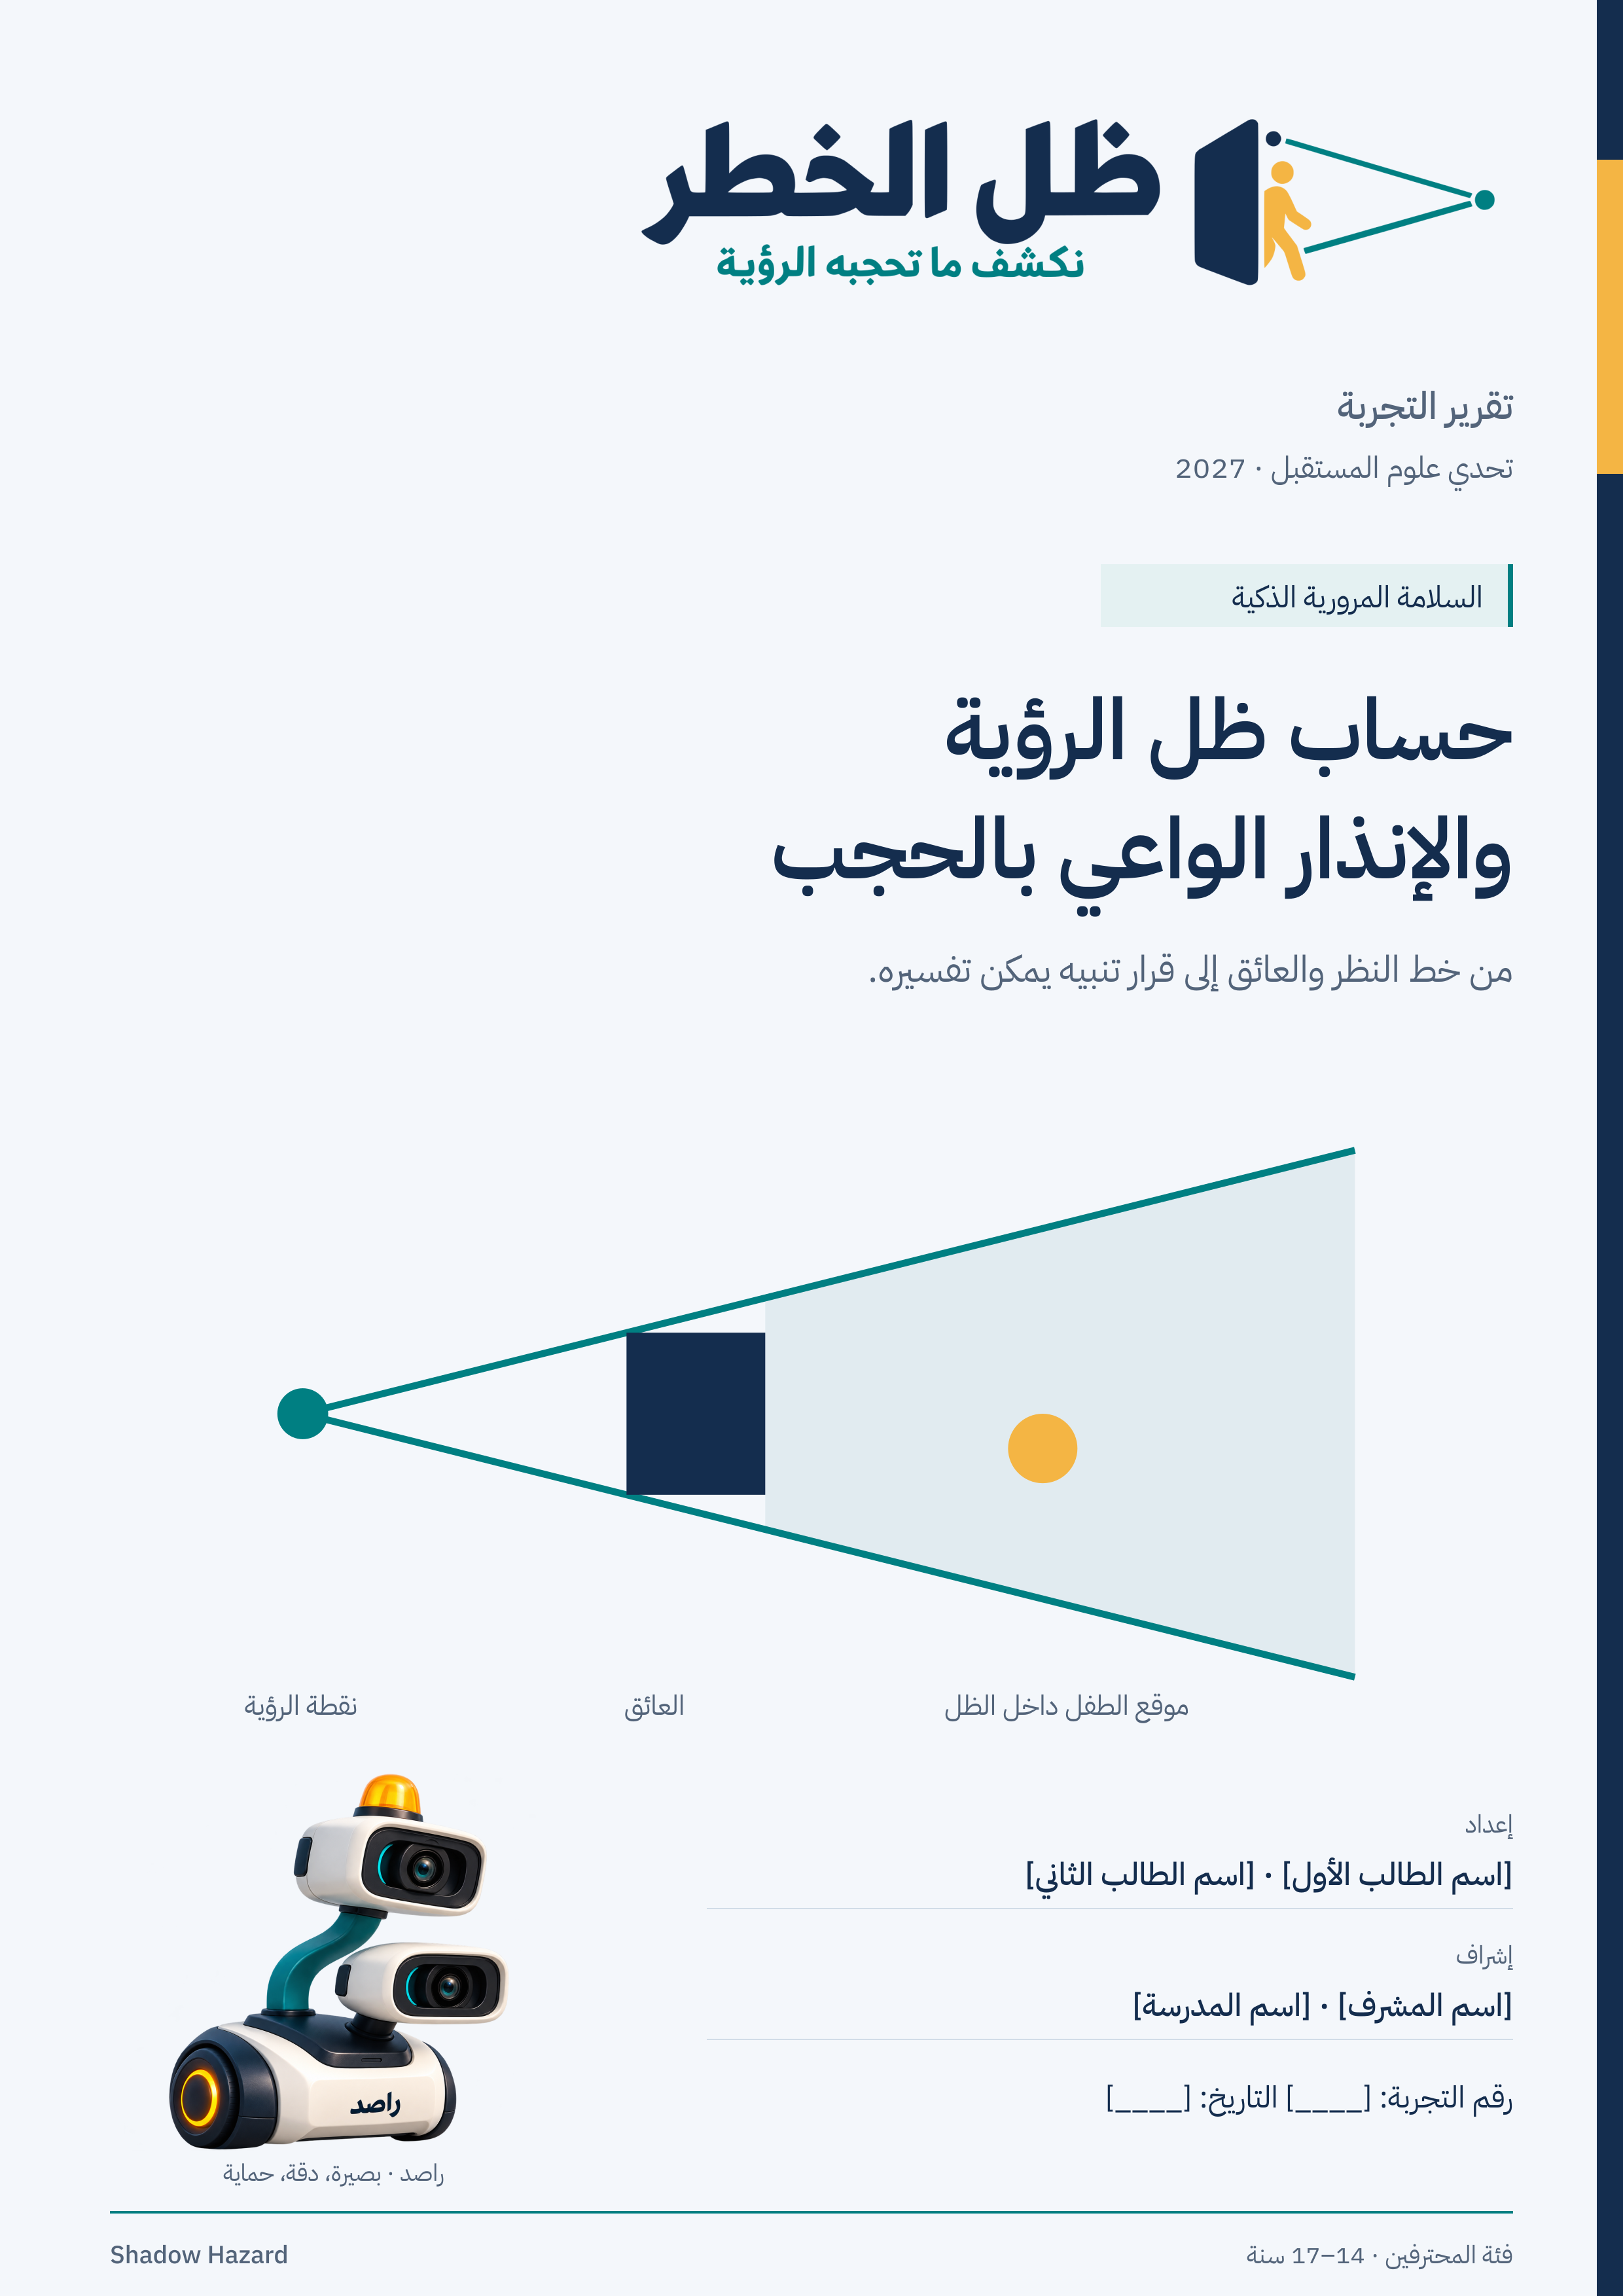 ظل الخطر
نكشف ما تحجبه الرؤية
تقرير التجربة
تحدي علوم المستقبل · 2027
السلامة المرورية الذكية
حساب ظل الرؤية
والإنذار الواعي بالحجب
من خط النظر والعائق إلى قرار تنبيه يمكن تفسيره.
موقع الطفل داخل الظل
العائق
نقطة الرؤية
إعداد
[اسم الطالب الأول] · [اسم الطالب الثاني]
إشراف
[اسم المشرف] · [اسم المدرسة]
رقم التجربة: [____] التاريخ: [____]
راصد
راصد · بصيرة، دقة، حماية
فئة المحترفين · 14–17 سنة
Shadow Hazard